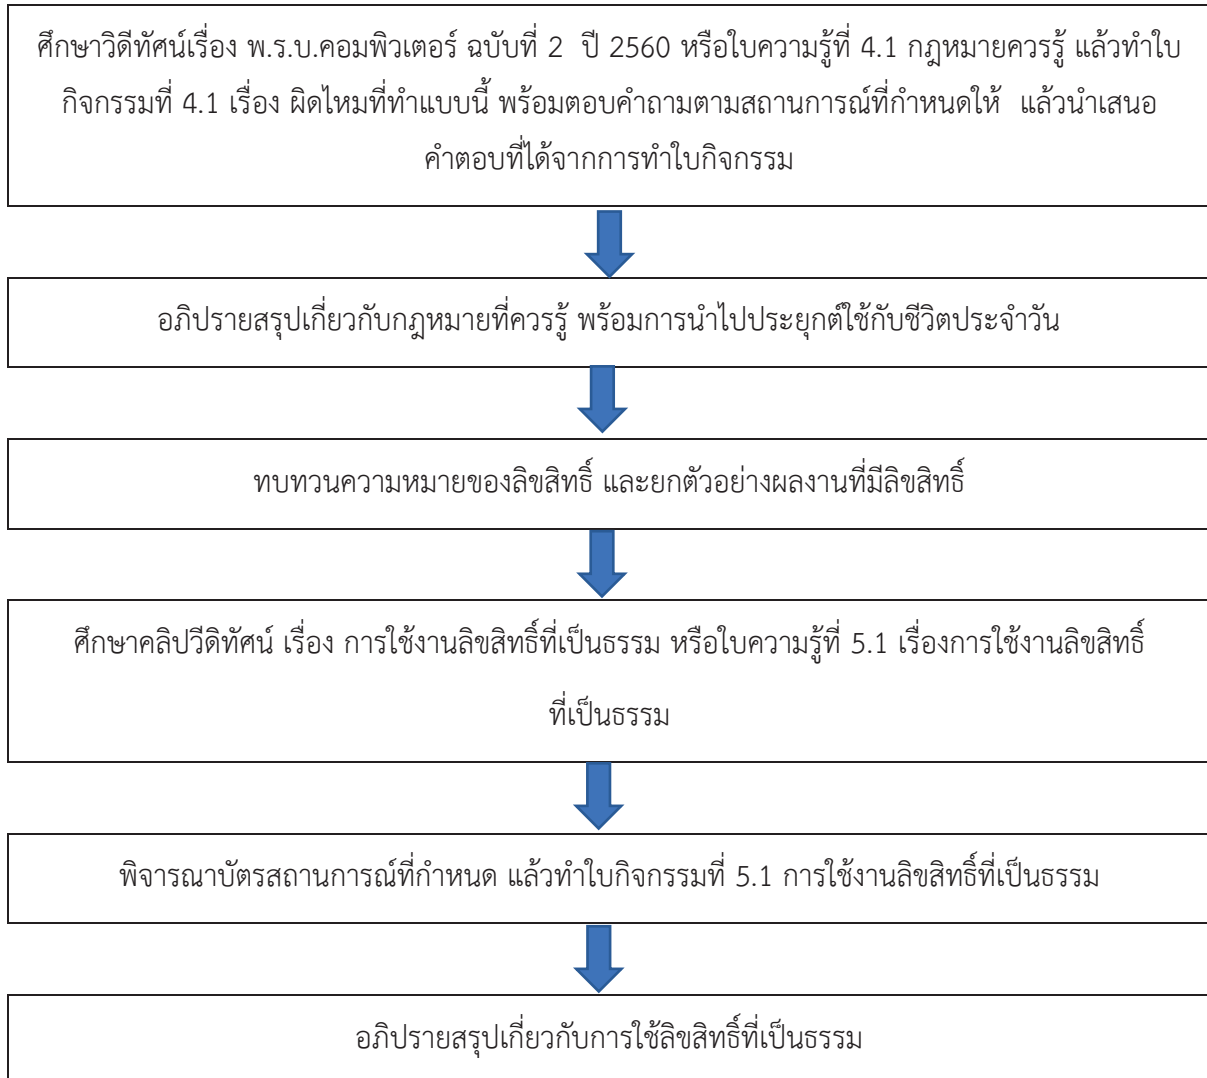 ศึกษาวิดีทัศน์เรื่อง พ.ร.บ.คอมพิวเตอร์ ฉบับที่ 2 ปี 2560 หรือใบความรู้ที่ 4.1 กฎหมายควรรู้ แล้วทำใบ
กิจกรรมที่ 4.1 เรื่อง ผิดไหมที่ทำแบบนี้ พร้อมตอบคำถามตามสถานการณ์ที่กำหนดให้ แล้วนำเสนอ
คำตอบที่ได้จากการทำใบกิจกรรม
อภิปรายสรุปเกี่ยวกับกฎหมายที่ควรรู้ พร้อมการนำไปประยุกต์ใช้กับชีวิตประจำวัน
ทบทวนความหมายของลิขสิทธิ์ และยกตัวอย่างผลงานที่มีลิขสิทธิ์
ศึกษาคลิปวีดิทัศน์ เรื่อง การใช้งานลิขสิทธิ์ที่เป็นธรรม หรือใบความรู้ที่ 5.1 เรื่องการใช้งานลิขสิทธิ์
ที่เป็นธรรม
พิจารณาบัตรสถานการณ์ที่กำหนด แล้วทำใบกิจกรรมที่ 5.1 การใช้งานลิขสิทธิ์ที่เป็นธรรม
อภิปรายสรุปเกี่ยวกับการใช้ลิขสิทธิ์ที่เป็นธรรม